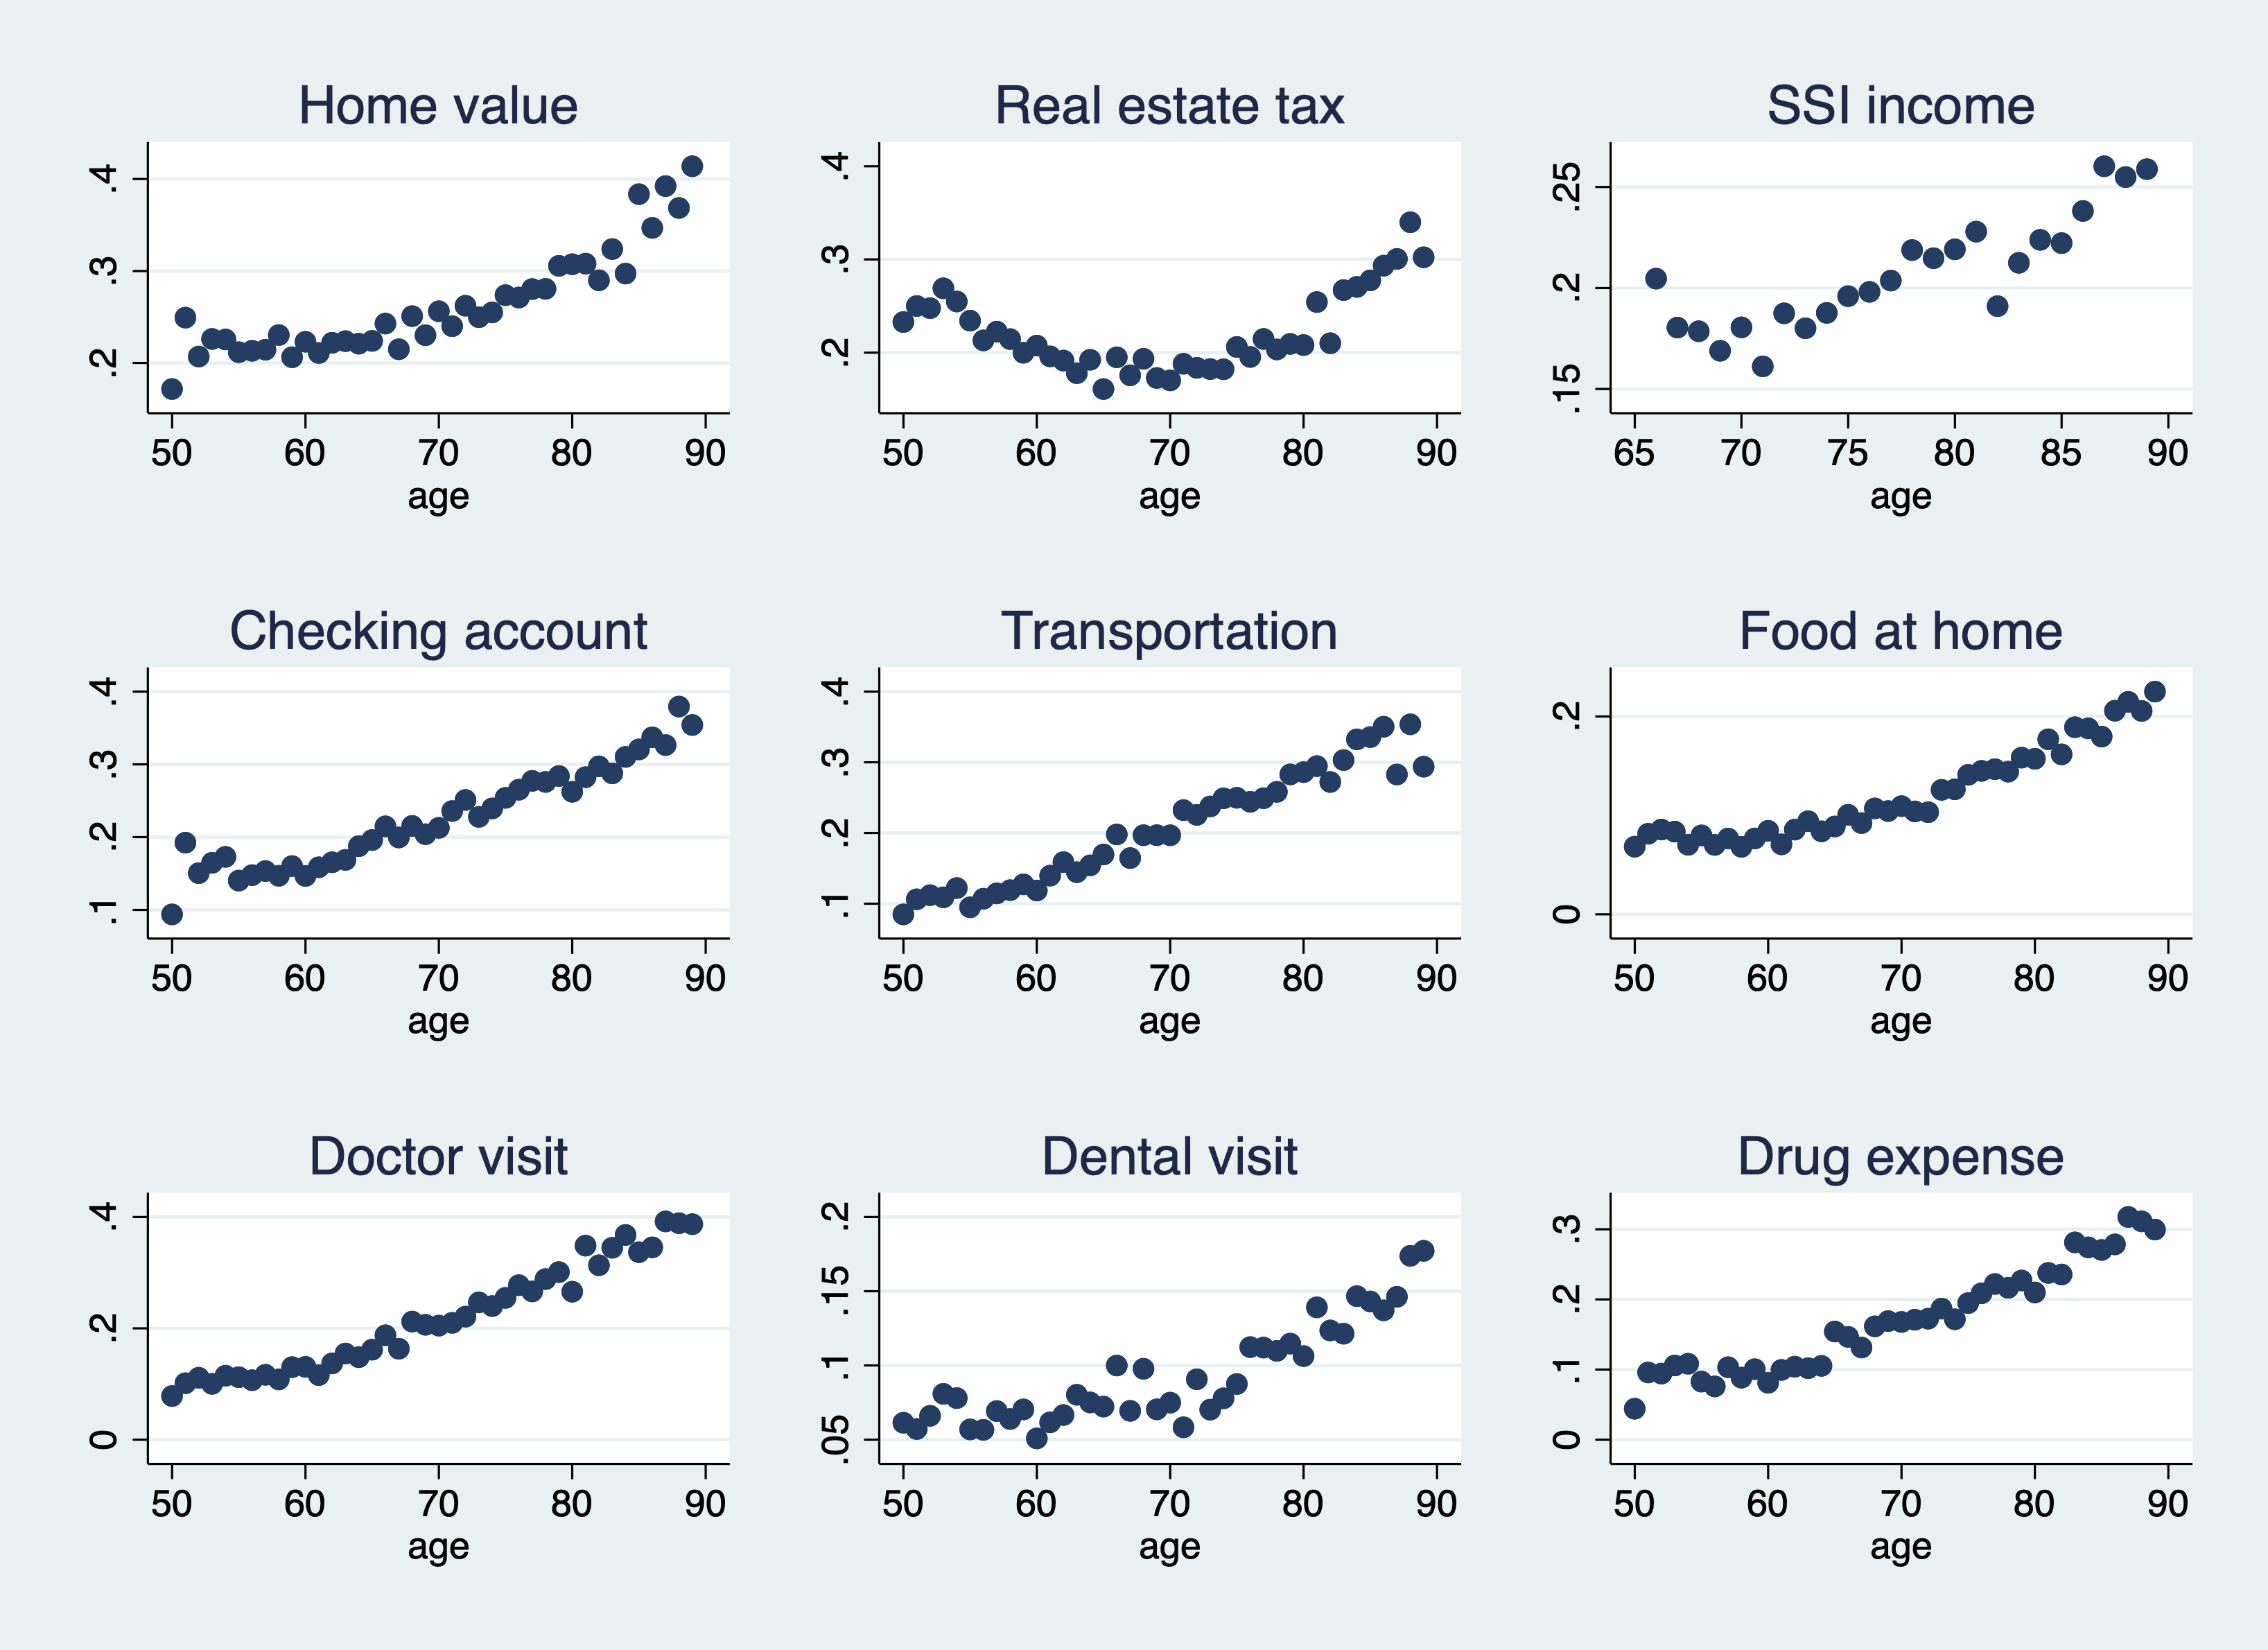 Home value
.4
.3
.2
50 60 70 80 90
age
Real estate tax
.4
.3
.2
50 60 70 80 90
age
SSI income
.25
.2
.15
65 70 75 80 85 90
age
Checking account
.4
.3
.2
.1
50 60 70 80 90
age
Transportation
.4
.3
.2
.1
50 60 70 80 90
age
Food at home
.2
0
50 60 70 80 90
age
Doctor visit
.4
.2
0
50 60 70 80 90
age
Dental visit
.2
.15
.1
.05
50 60 70 80 90
age
Drug expense
.3
.2
.1
0
50 60 70 80 90
age